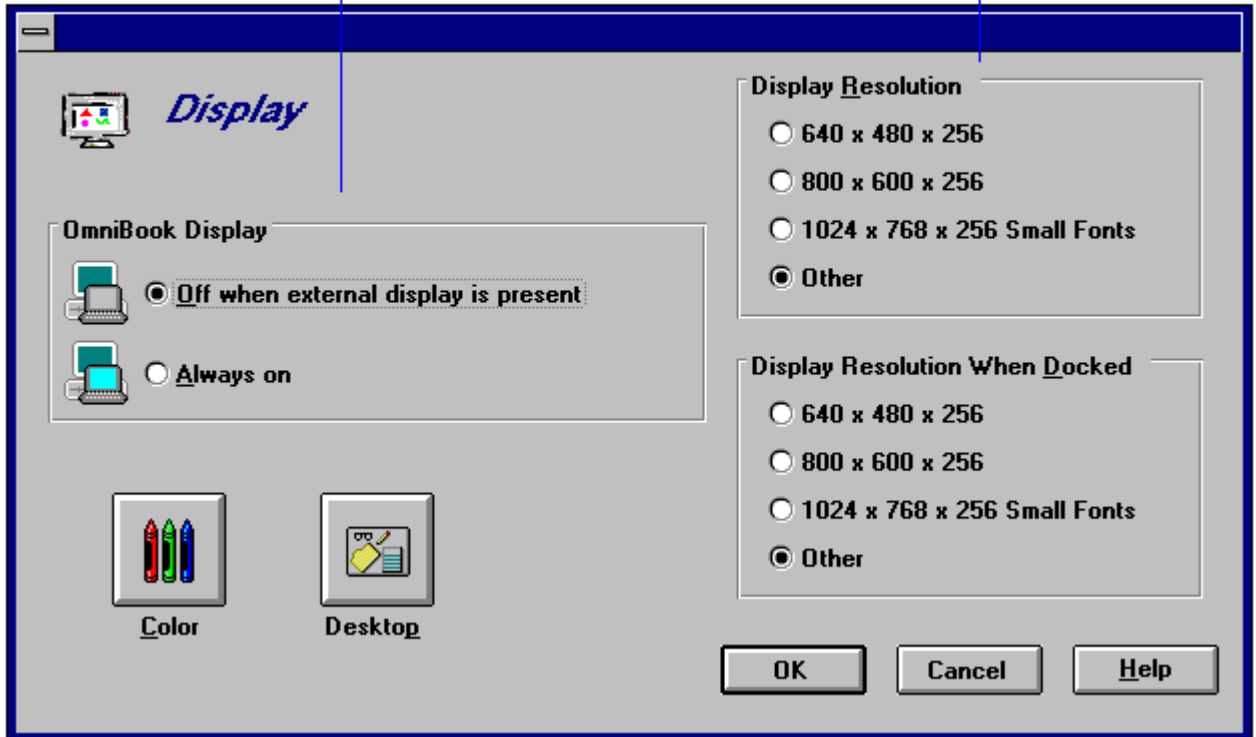 Display
OmniBook Display
Off when external display is present
Always on
Color
Desktop
Display Resolution
640 x 480 x 256
800 x 600 x 256
1024 x 768 x 256 Small Fonts
Other
Display Resolution When Docked
640 x 480 x 256
800 x 600 x 256
1024 x 768 x 256 Small Fonts
Other
OK
Cancel
Help